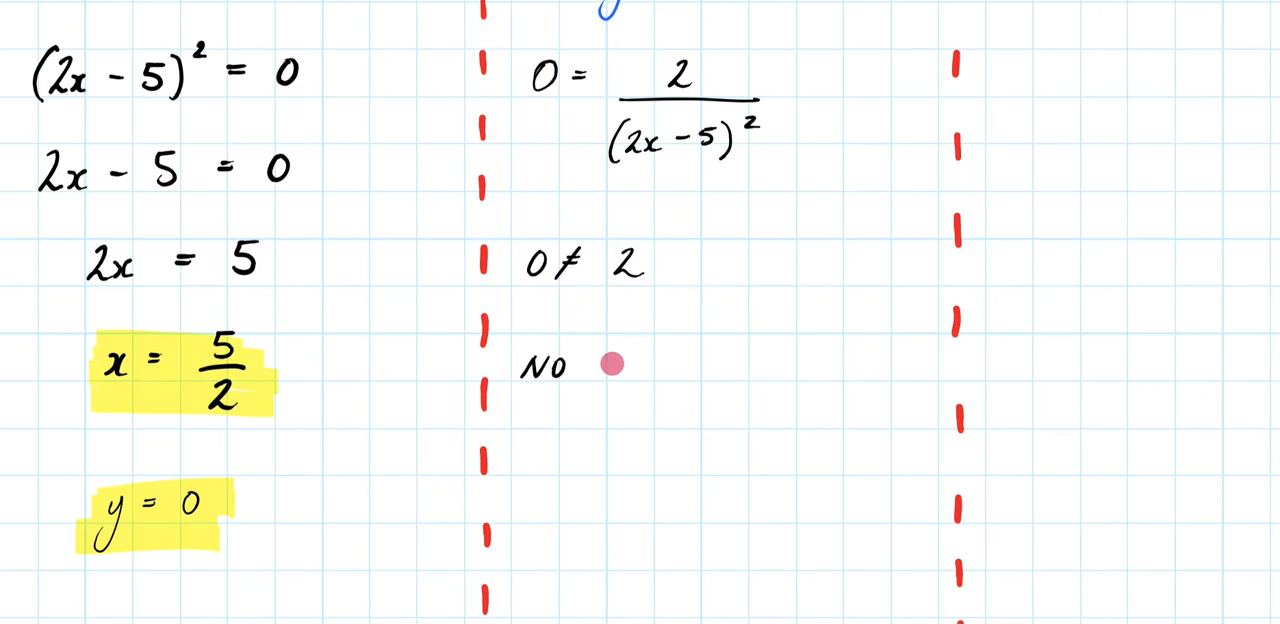 (2x - 5)² = 0
2x - 5 = 0
2x = 5
x = 5/2
y = 0
0 = 2/(2x - 5)²
0 ≠ 2
NO